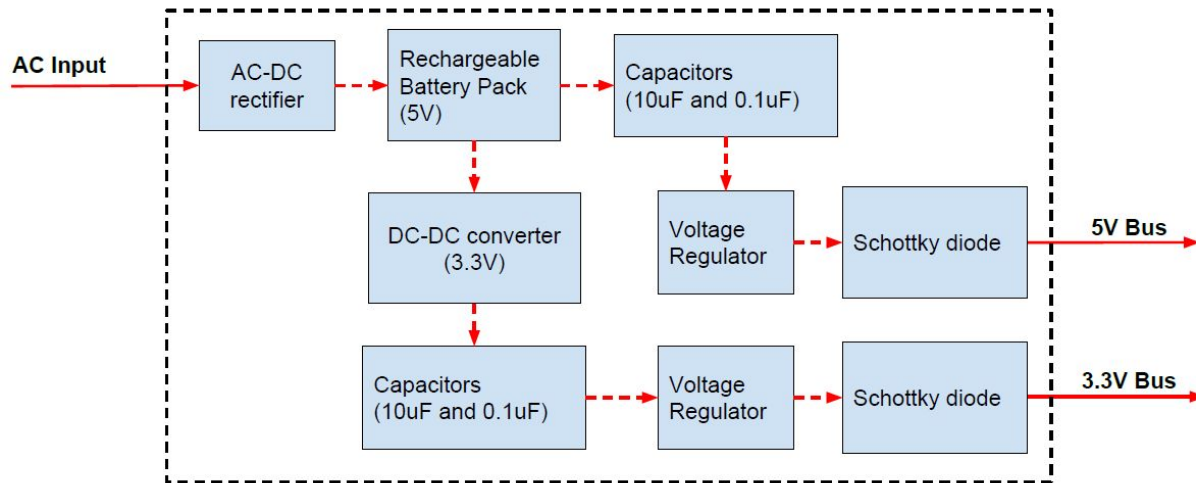 AC Input
AC-DC
rectifier
Rechargeable
Battery Pack
(5V)
Capacitors
(10uF and 0.1uF)
DC-DC converter
(3.3V)
Voltage
Regulator
Schottky diode
5V Bus
Capacitors
(10uF and 0.1uF)
Voltage
Regulator
Schottky diode
3.3V Bus